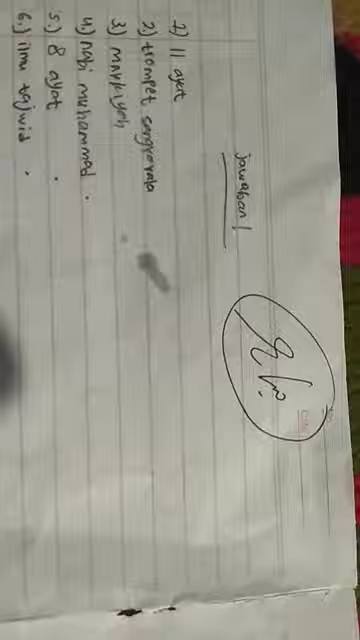 jawaban!
1.) 11 ayat
2.) trompet sangkakala
3) makkiyah
4.) nabi muhammad.
5.) 8 ayat.
6.) ilmu tajwid.